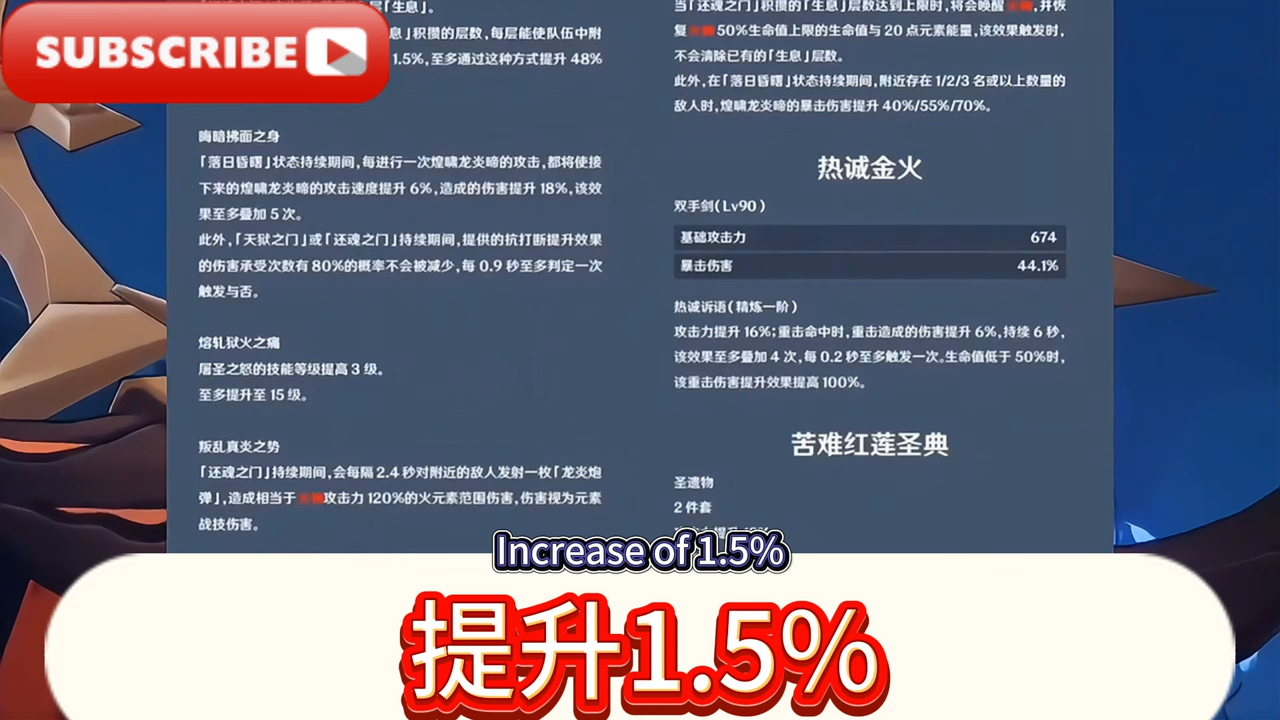 SUBSCRIBE
层「生息」。
息」积攒的层数,每层能使队伍中附
1.5%,至多通过这种方式提升 48%
晦暗拂面之身
「落日昏曙」状态持续期间,每进行一次煌啸龙炎啼的攻击,都将使接
下来的煌啸龙炎啼的攻击速度提升 6%,造成的伤害提升 18%,该效
果至多叠加 5 次。
此外,「天狱之门」或「还魂之门」持续期间,提供的抗打断提升效果
的伤害承受次数有 80%的概率不会被减少,每 0.9 秒至多判定一次
触发与否。
熔轧狱火之痛
屠圣之怒的技能等级提高 3 级。
至多提升至 15 级。
叛乱真炎之势
「还魂之门」持续期间,会每隔 2.4 秒对附近的敌人发射一枚「龙炎炮
弹」,造成相当于 攻击力 120%的火元素范围伤害,伤害视为元素
战技伤害。
当「还魂之门」积攒的「生息」层数达到上限时,将会唤醒 ,并恢
复 50%生命值上限的生命值与 20 点元素能量,该效果触发时,
不会清除已有的「生息」层数。
此外,在「落日昏曙」状态持续期间,附近存在 1/2/3 名或以上数量的
敌人时,煌啸龙炎啼的暴击伤害提升 40%/55%/70%。
热诚金火
双手剑(Lv90)
基础攻击力 674
暴击伤害 44.1%
热诚诉语(精炼一阶)
攻击力提升 16%;重击命中时,重击造成的伤害提升 6%,持续 6 秒,
该效果至多叠加 4 次,每 0.2 秒至多触发一次。生命值低于 50%时,
该重击伤害提升效果提高 100%。
苦难红莲圣典
圣遗物
2 件套
Increase of 1.5%
提升1.5%